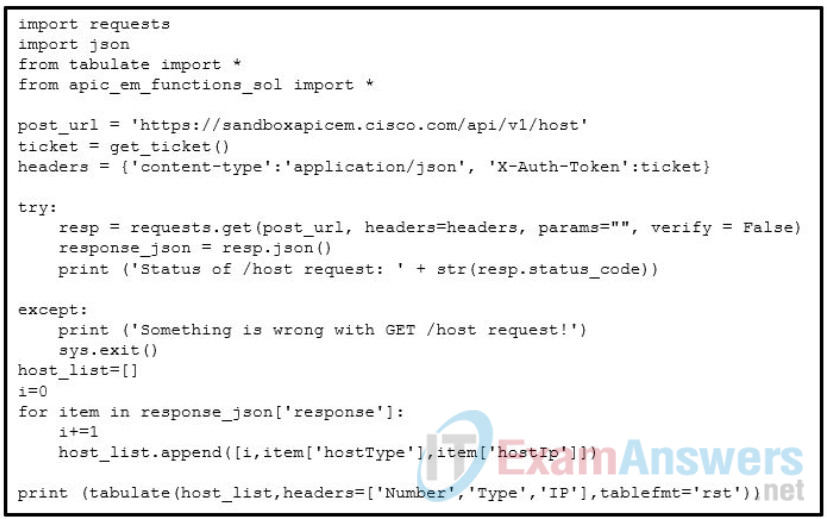 import requests
import json
from tabulate import *
from apic_em_functions_sol import *

post_url = 'https://sandboxapicem.cisco.com/api/v1/host'
ticket = get_ticket()
headers = {'content-type':'application/json', 'X-Auth-Token':ticket}

try:
    resp = requests.get(post_url, headers=headers, params="", verify = False)
    response_json = resp.json()
    print ('Status of /host request: ' + str(resp.status_code))

except:
    print ('Something is wrong with GET /host request!')
    sys.exit()
host_list=[]
i=0
for item in response_json['response']:
    i+=1
    host_list.append([i,item['hostType'],item['hostIp']])
IT ExamAnswers
.net
print (tabulate(host_list,headers=['Number','Type','IP'],tablefmt='rst'))